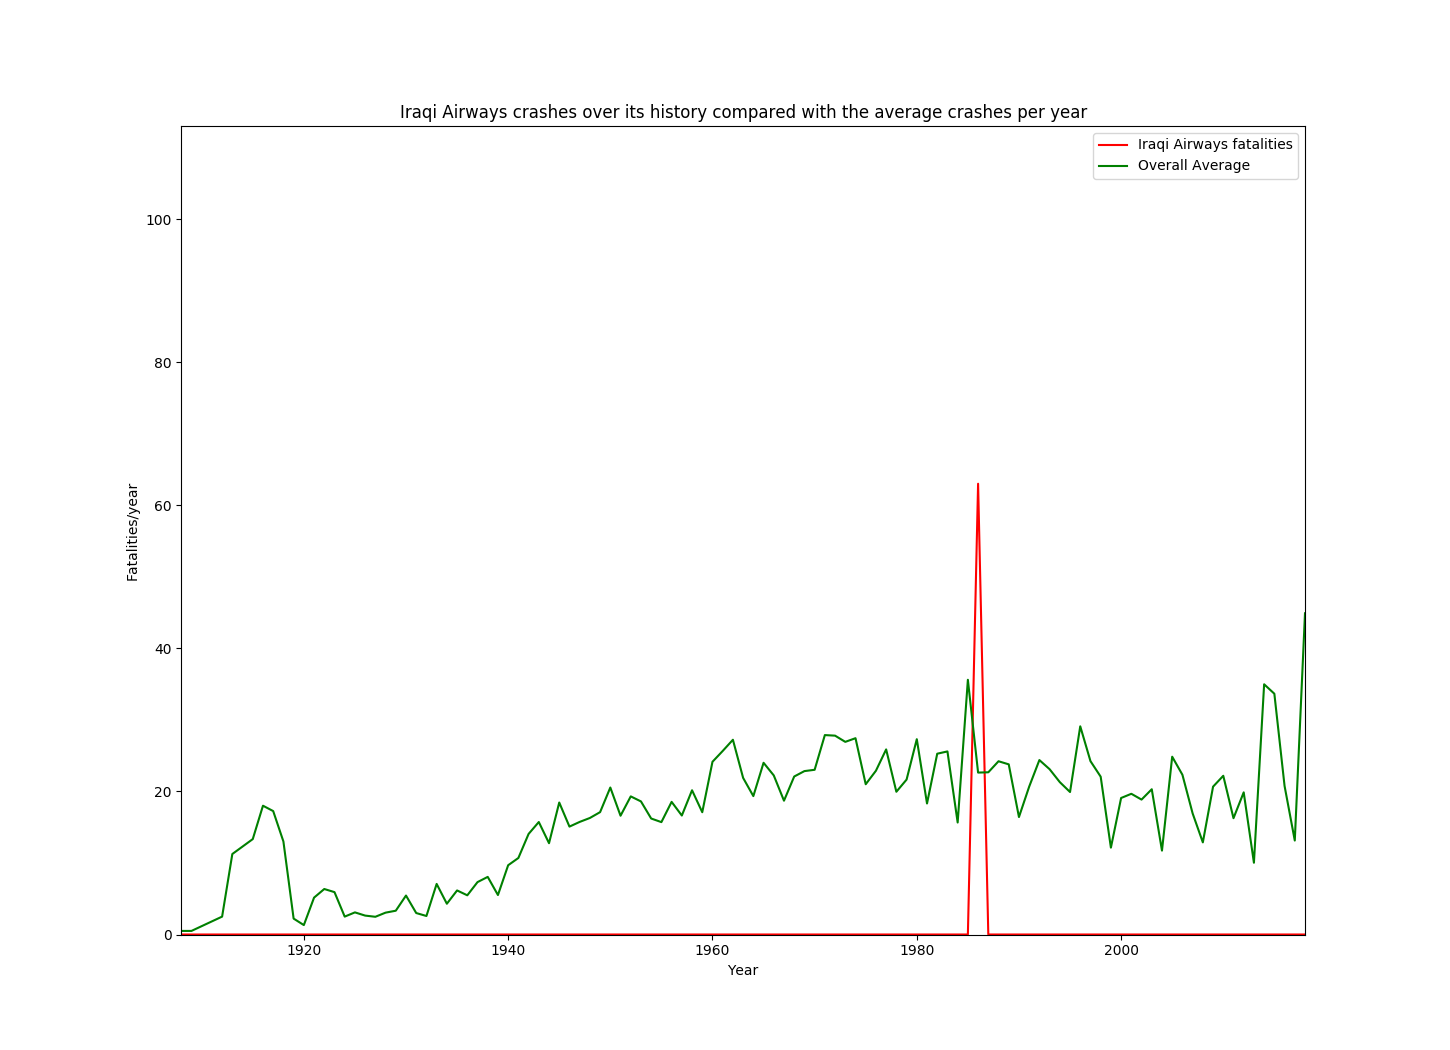 Iraqi Airways crashes over its history compared with the average crashes per year
Iraqi Airways fatalities
Overall Average
100
80
60
40
20
0
Fatalities/year
1920
1940
1960
1980
2000
Year